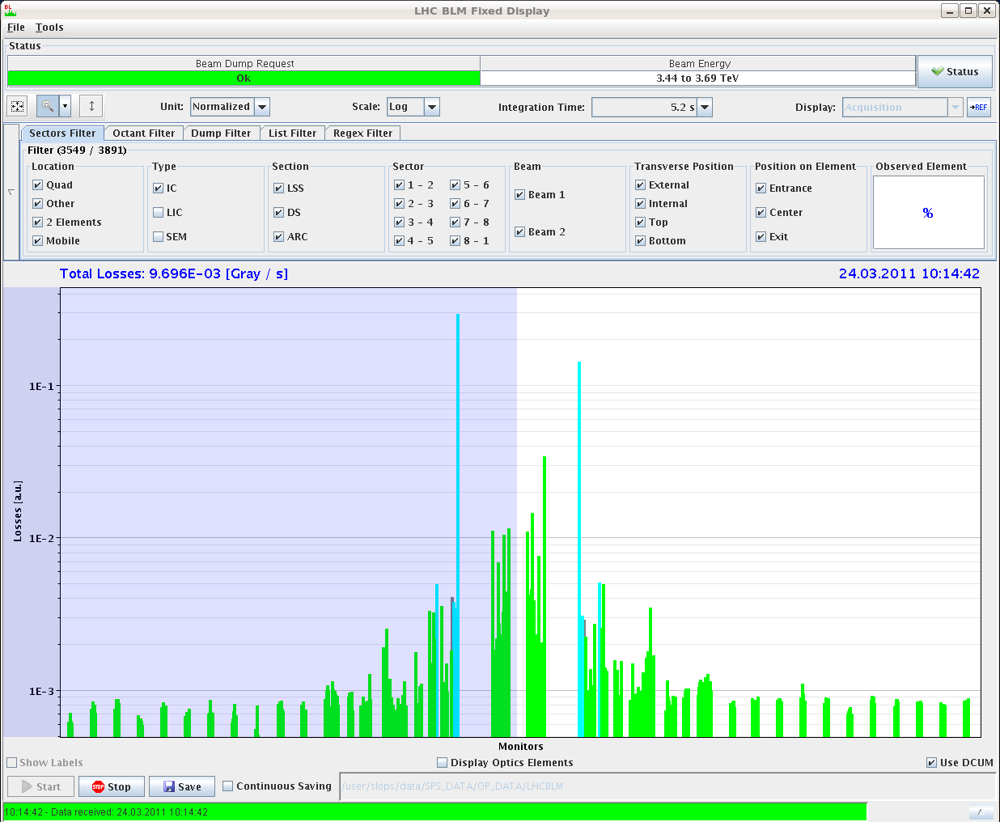 BL
LHC BLM Fixed Display
File Tools
Status
Beam Dump Request Beam Energy
Ok 3.44 to 3.69 TeV
Status
Unit: Normalized Scale: Log Integration Time: 5.2 s Display: Acquisition →REF
Sectors Filter Octant Filter Dump Filter List Filter Regex Filter
Filter (3549 / 3891)
Location Type Section Sector Beam Transverse Position Position on Element Observed Element
Quad IC LSS 1 - 2 5 - 6 Beam 1 External Entrance %
Other LIC DS 2 - 3 6 - 7 Beam 2 Internal Center
2 Elements SEM ARC 3 - 4 7 - 8 Top Exit
Mobile 4 - 5 8 - 1 Bottom
Total Losses: 9.696E-03 [Gray / s] 24.03.2011 10:14:42
1E-1
1E-2
1E-3
Losses [a.u.]
Monitors
Show Labels Display Optics Elements Use DCUM
Start STOP Stop Save Continuous Saving /user/slops/data/SPS_DATA/OP_DATA/LHCBLM
10:14:42 - Data received: 24.03.2011 10:14:42